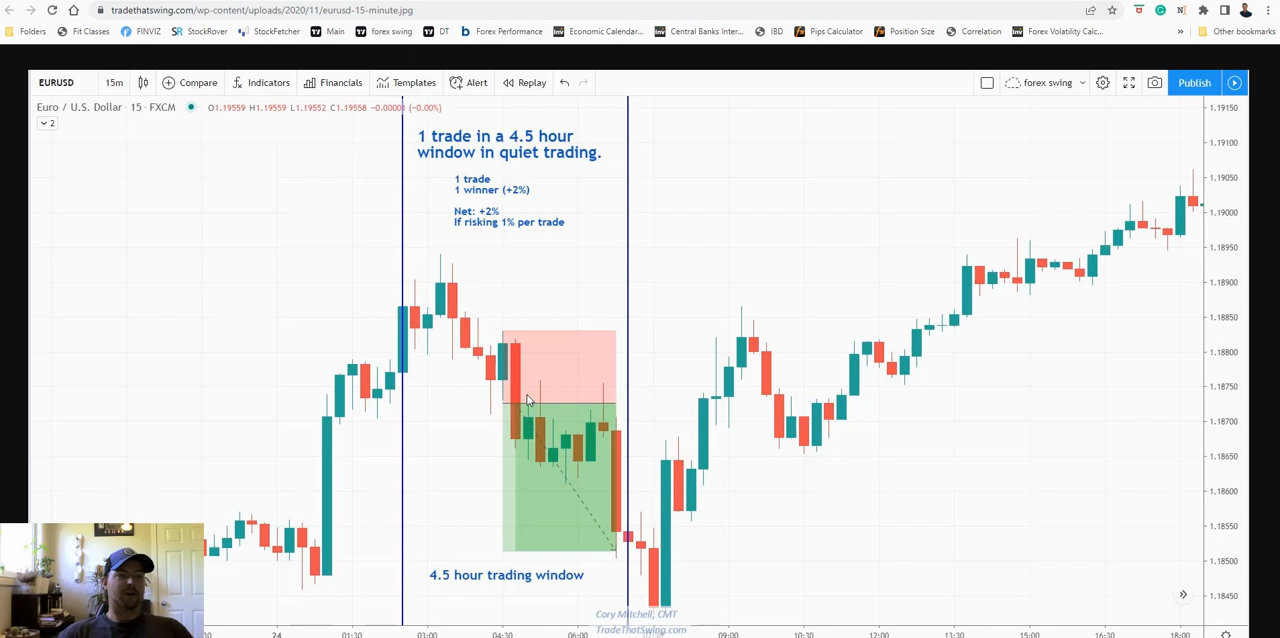 tradethatswing.com/wp-content/uploads/2020/11/eurusd-15-minute.jpg
Folders Fit Classes FINVIZ SR StockRover StockFetcher Main forex swing DT Forex Performance Economic Calendar... Central Banks Inter... IBD Pips Calculator Position Size Correlation Forex Volatility Calc... » Other bookmarks
EURUSD 15m Compare Indicators Financials Templates Alert Replay forex swing Publish
Euro / U.S. Dollar · 15 · FXCM O1.19559 H1.19559 L1.19552 C1.19558 (−0.00%)
2
1 trade in a 4.5 hour
window in quiet trading.
1 trade
1 winner (+2%)
Net: +2%
If risking 1% per trade
1.19150
1.19100
1.19050
1.19000
1.18950
1.18900
1.18850
1.18800
1.18750
1.18700
1.18650
1.18600
1.18550
1.18500
1.18450
4.5 hour trading window
Cory Mitchell, CMT
TradeThatSwing.com
24 01:30 03:00 04:30 06:00 09:00 10:30 12:00 13:30 15:00 16:30 18:00